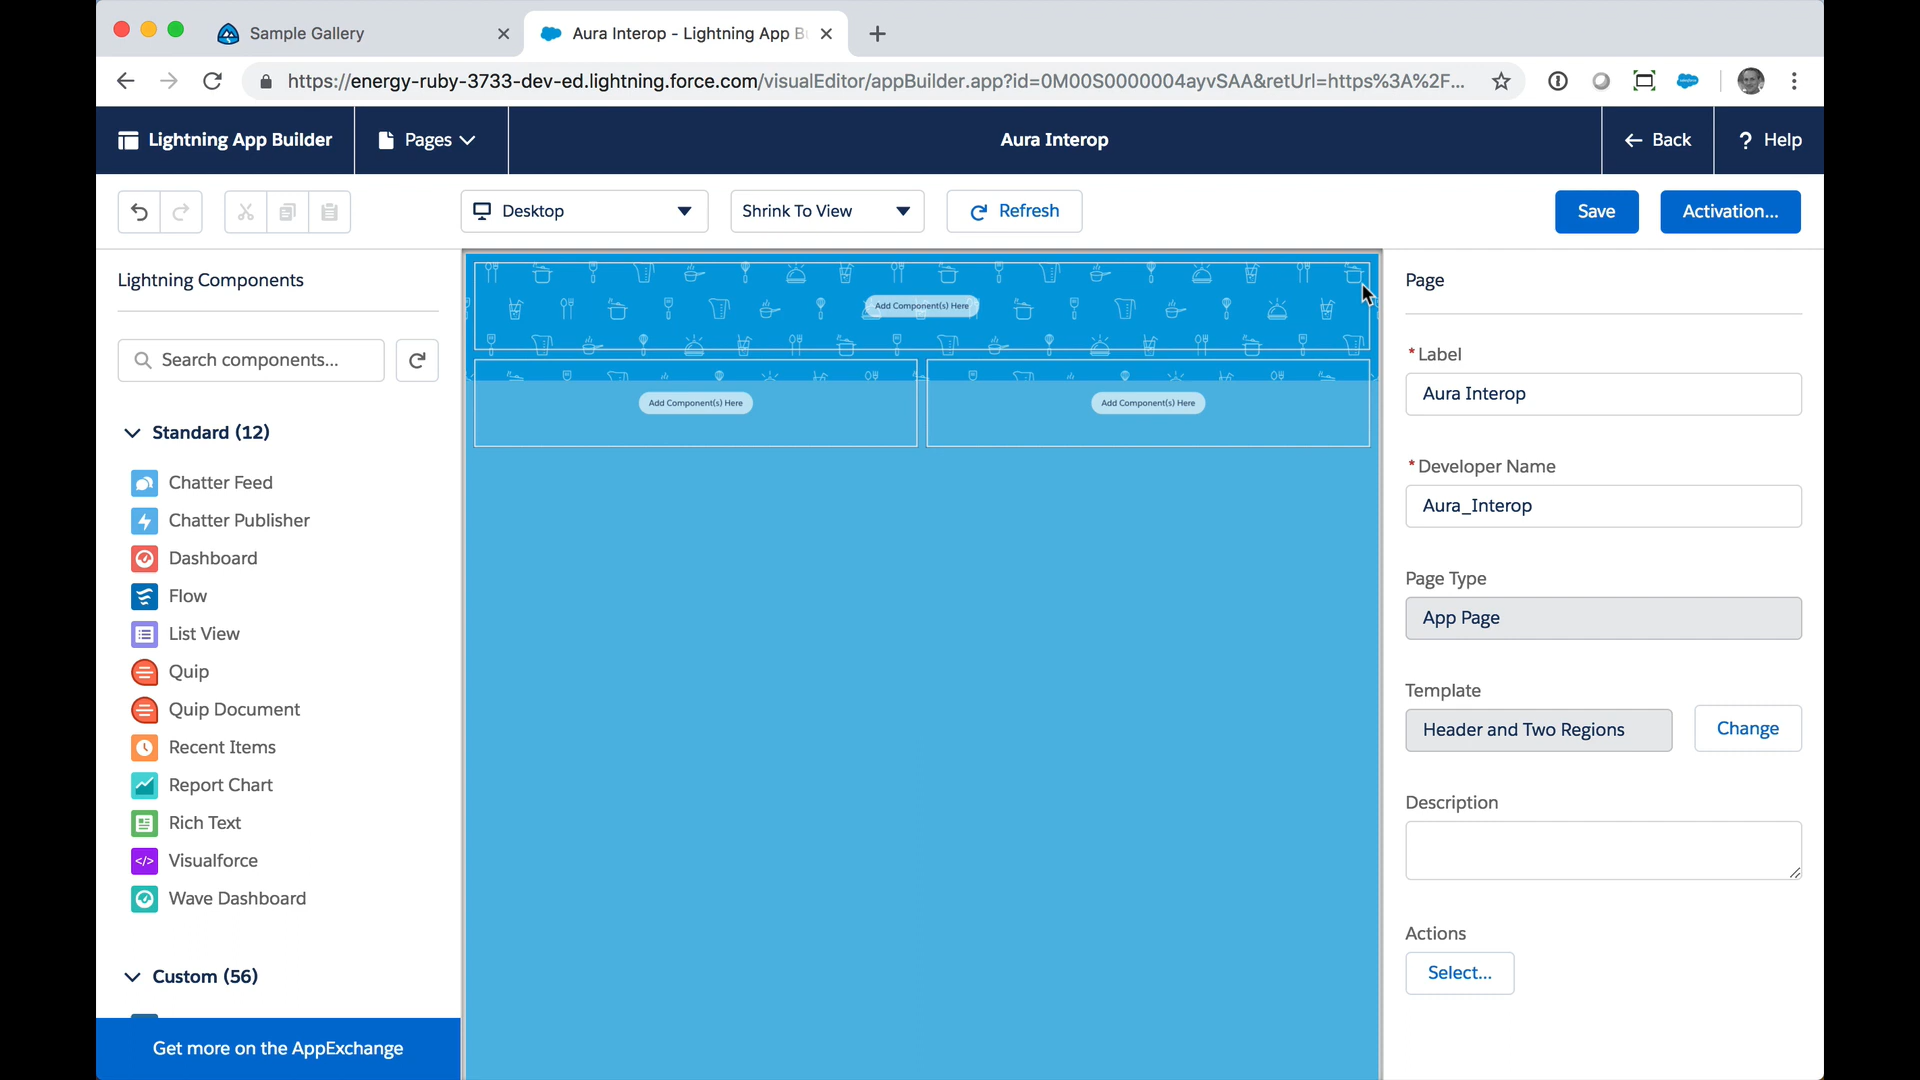 Sample Gallery
Aura Interop - Lightning App B
https://energy-ruby-3733-dev-ed.lightning.force.com/visualEditor/appBuilder.app?id=0M00S0000004ayvSAA&retUrl=https%3A%2F...
Lightning App Builder
Pages
Aura Interop
Back
? Help
Desktop
Shrink To View
Refresh
Save
Activation...
Lightning Components
Search components...
Standard (12)
Chatter Feed
Chatter Publisher
Dashboard
Flow
List View
Quip
Quip Document
Recent Items
Report Chart
Rich Text
Visualforce
Wave Dashboard
Custom (56)
Get more on the AppExchange
Add Component(s) Here
Add Component(s) Here
Add Component(s) Here
Page
* Label
Aura Interop
* Developer Name
Aura_Interop
Page Type
App Page
Template
Header and Two Regions
Change
Description
Actions
Select...